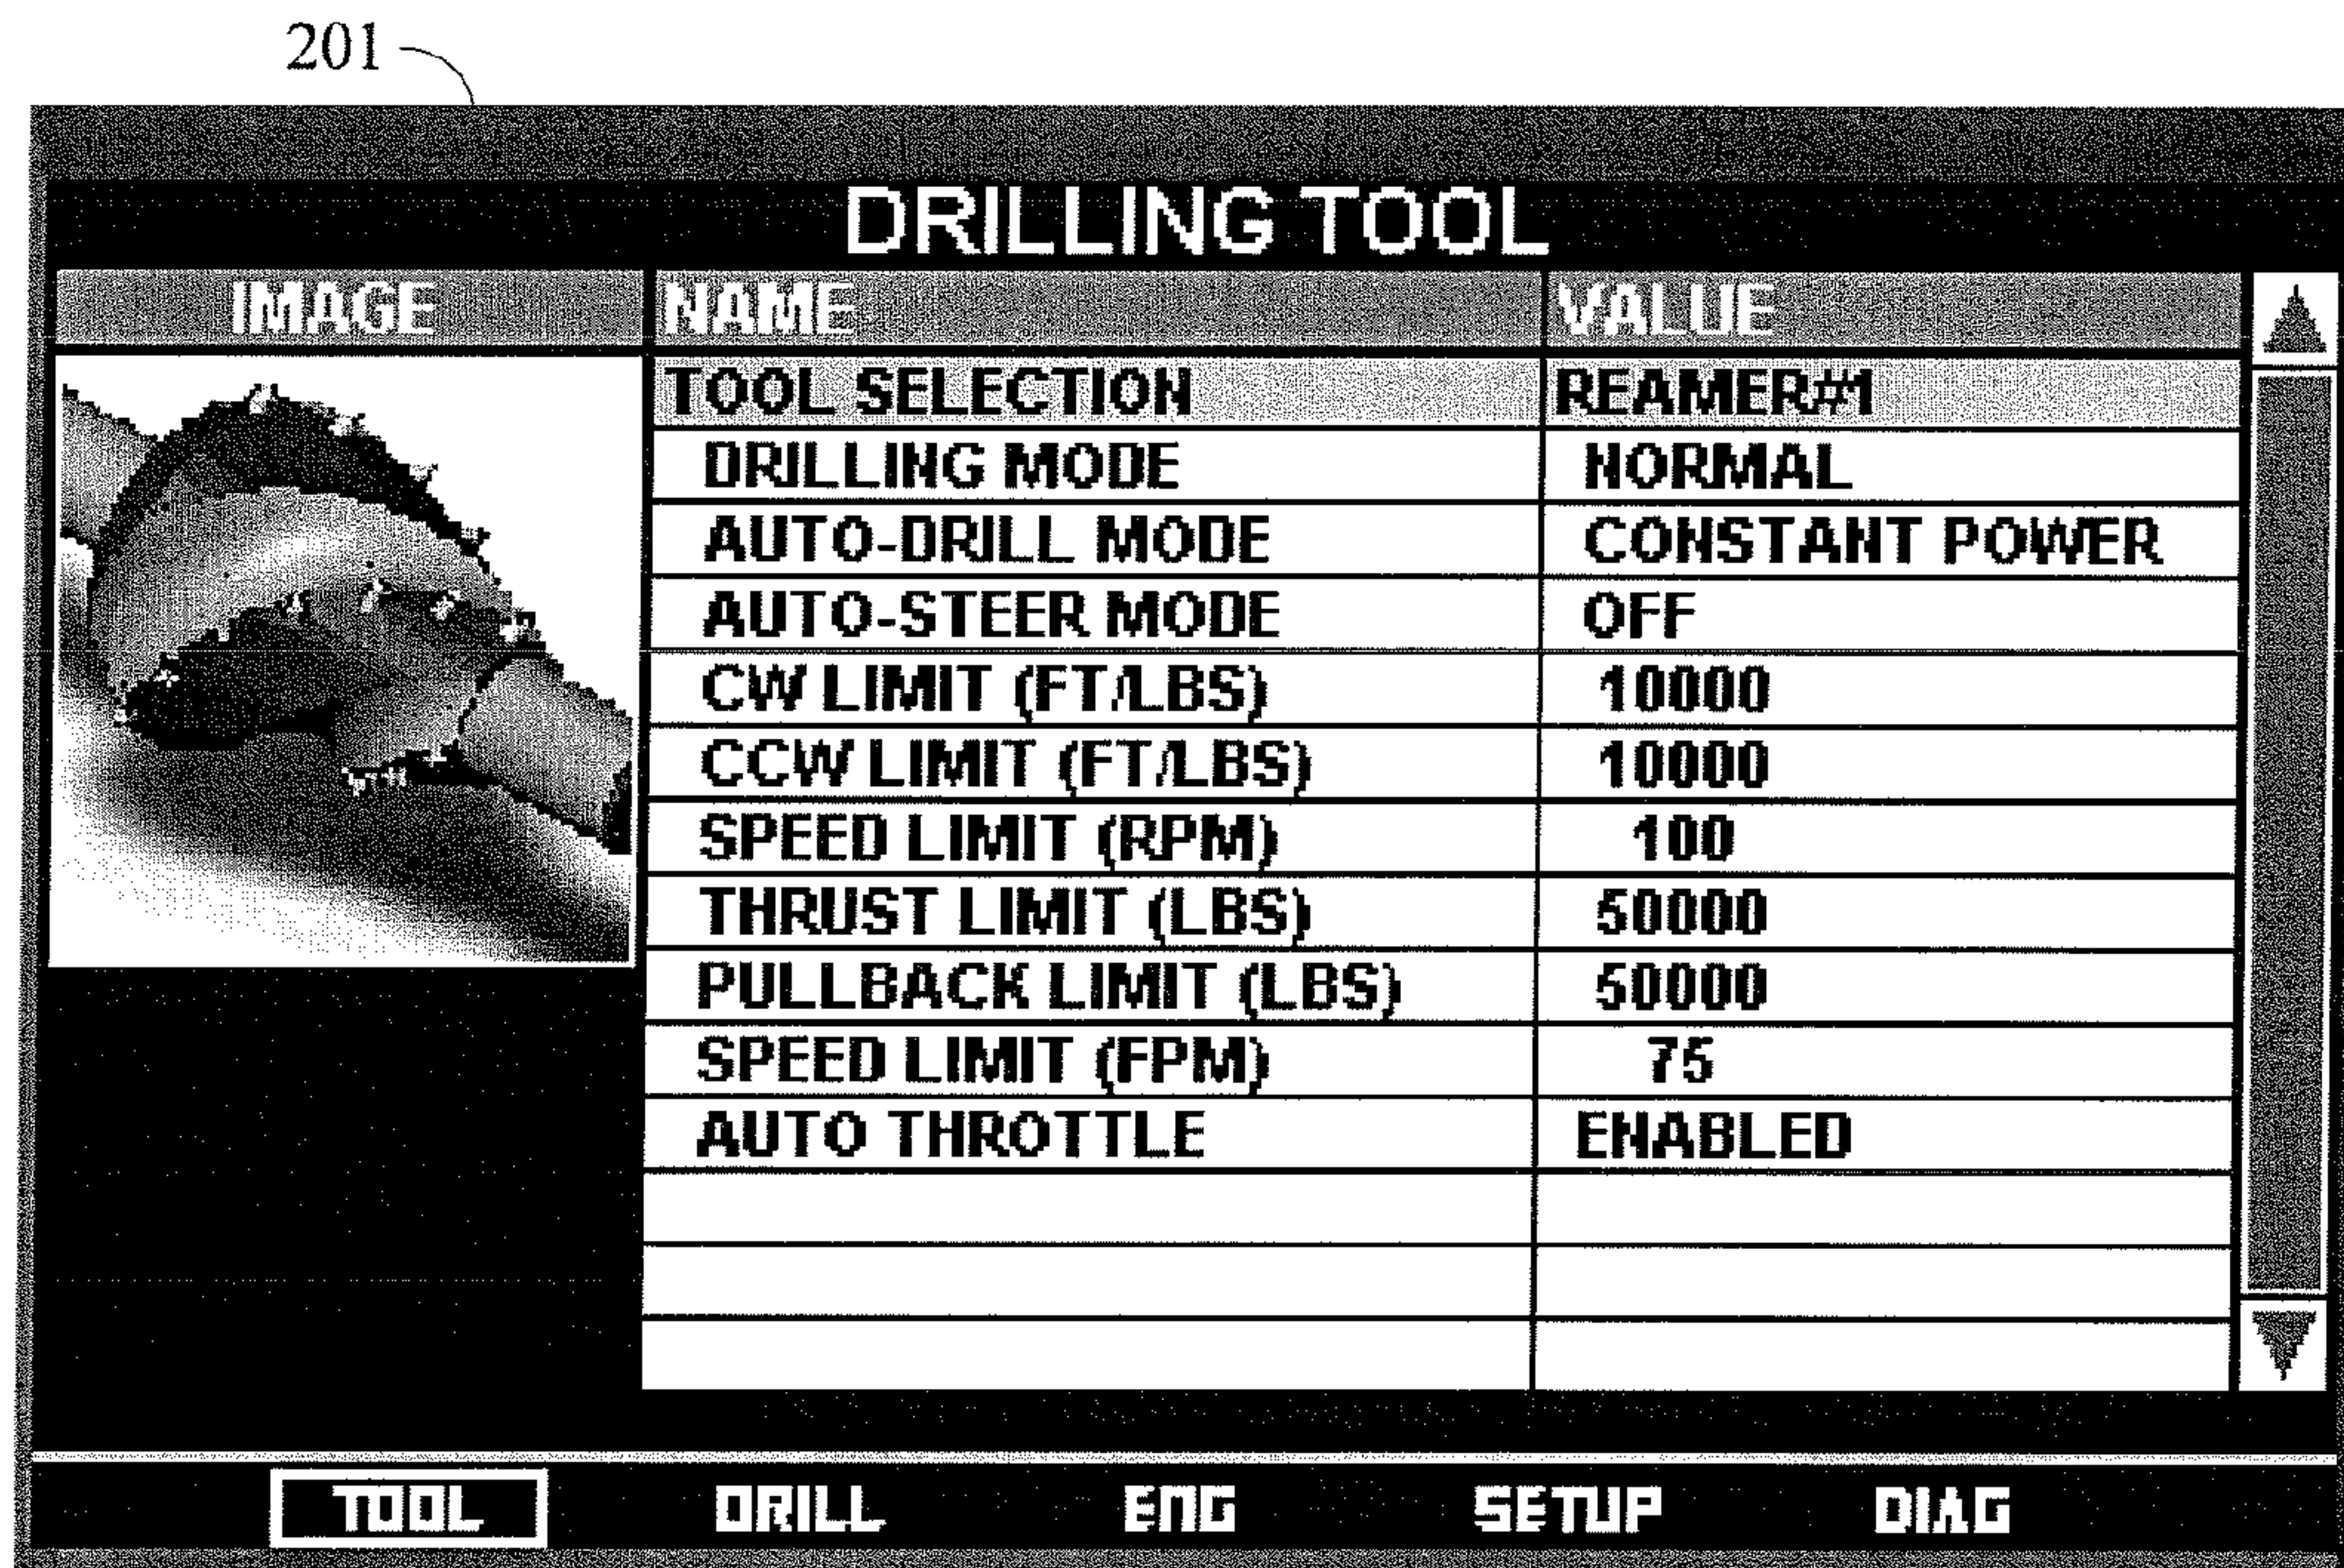 201
DRILLING TOOL
IMAGE NAME VALUE
TOOL SELECTION REAMER#1
DRILLING MODE NORMAL
AUTO-DRILL MODE CONSTANT POWER
AUTO-STEER MODE OFF
CW LIMIT (FT/LBS) 10000
CCW LIMIT (FT/LBS) 10000
SPEED LIMIT (RPM) 100
THRUST LIMIT (LBS) 50000
PULLBACK LIMIT (LBS) 50000
SPEED LIMIT (FPM) 75
AUTO THROTTLE ENABLED
TOOL DRILL ENG SETUP DIAG